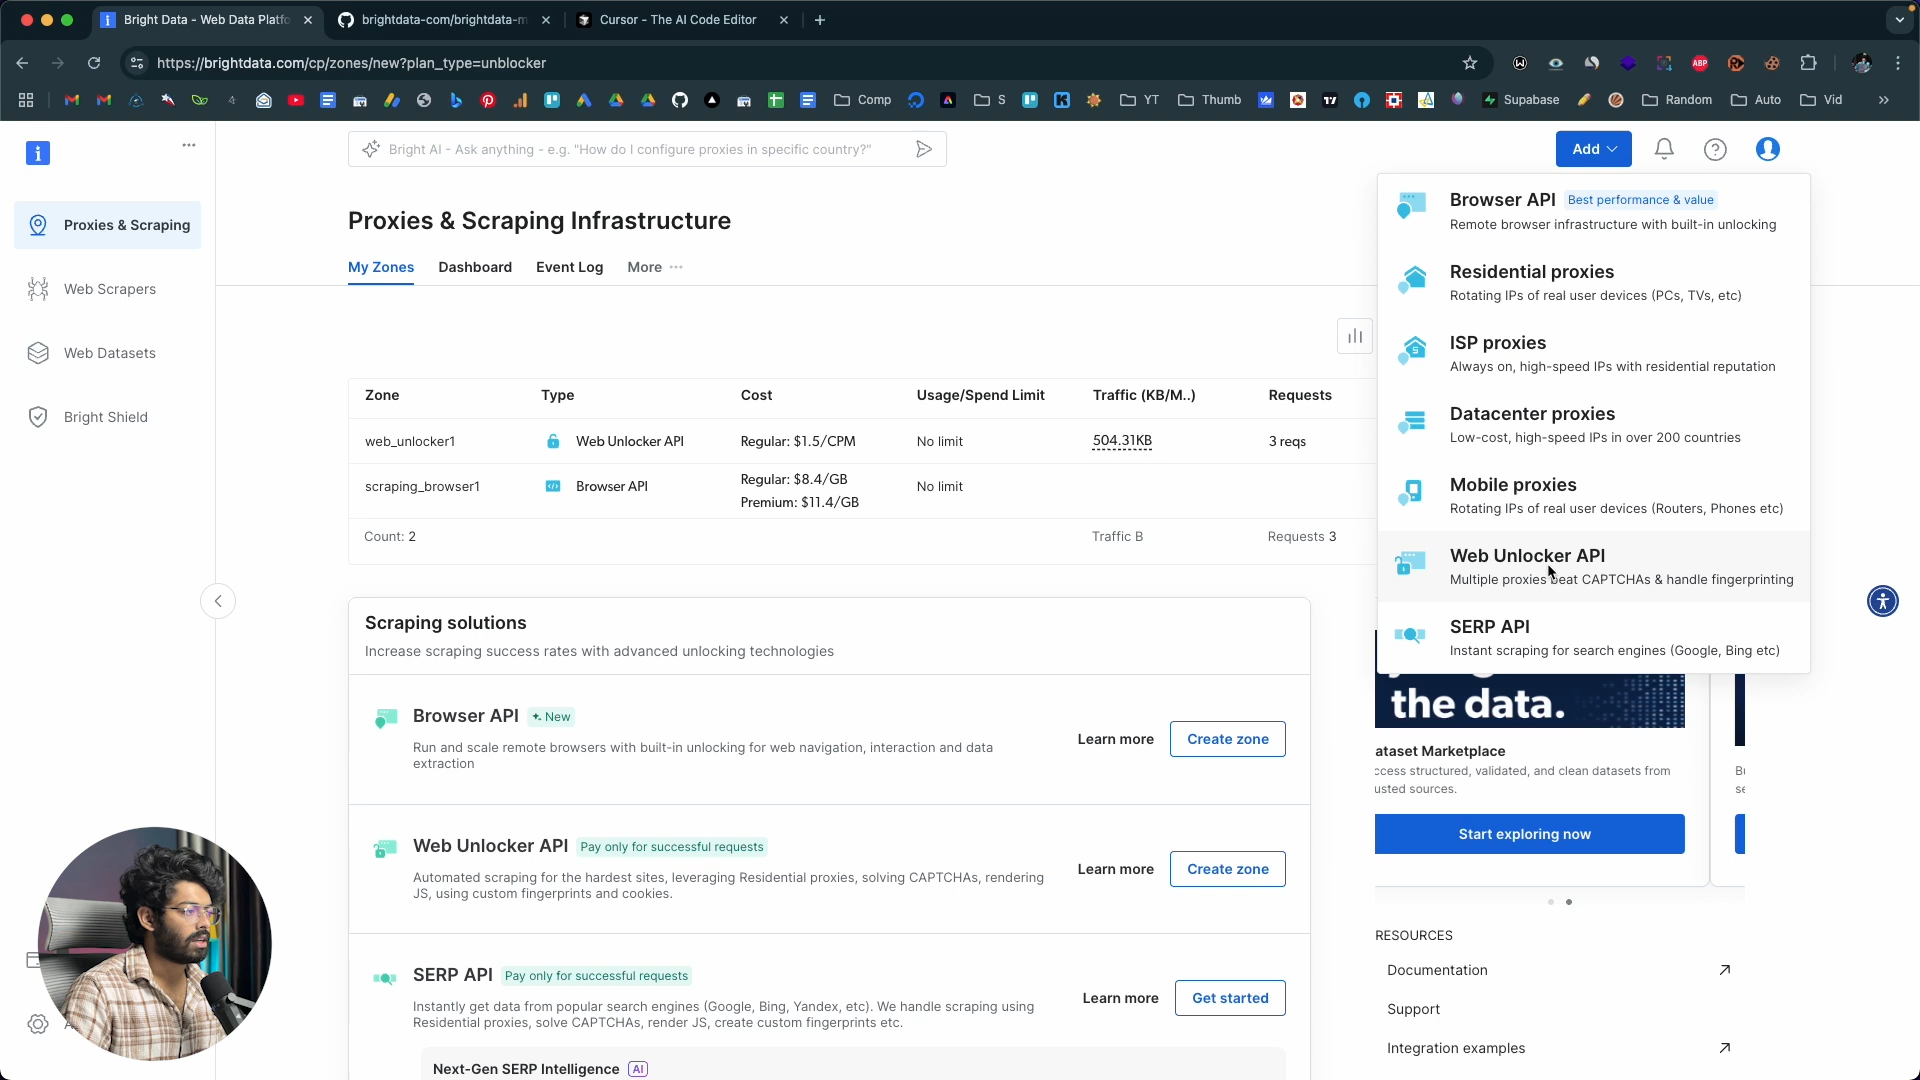 Bright Data - Web Data Platfo
brightdata-com/brightdata-m
Cursor - The AI Code Editor
https://brightdata.com/cp/zones/new?plan_type=unblocker
Comp
S
YT
Thumb
Supabase
Random
Auto
Vid
Bright AI - Ask anything - e.g. "How do I configure proxies in specific country?"
Add
Proxies & Scraping
Web Scrapers
Web Datasets
Bright Shield
Proxies & Scraping Infrastructure
My Zones
Dashboard
Event Log
More
Zone
Type
Cost
Usage/Spend Limit
Traffic (KB/M..)
Requests
web_unlocker1
Web Unlocker API
Regular: $1.5/CPM
No limit
504.31KB
3 reqs
scraping_browser1
Browser API
Regular: $8.4/GB
Premium: $11.4/GB
No limit
Count: 2
Traffic B
Requests 3
Browser API
Best performance & value
Remote browser infrastructure with built-in unlocking
Residential proxies
Rotating IPs of real user devices (PCs, TVs, etc)
ISP proxies
Always on, high-speed IPs with residential reputation
Datacenter proxies
Low-cost, high-speed IPs in over 200 countries
Mobile proxies
Rotating IPs of real user devices (Routers, Phones etc)
Web Unlocker API
Multiple proxies beat CAPTCHAs & handle fingerprinting
SERP API
Instant scraping for search engines (Google, Bing etc)
Scraping solutions
Increase scraping success rates with advanced unlocking technologies
Browser API
New
Run and scale remote browsers with built-in unlocking for web navigation, interaction and data
extraction
Learn more
Create zone
Web Unlocker API
Pay only for successful requests
Automated scraping for the hardest sites, leveraging Residential proxies, solving CAPTCHAs, rendering
JS, using custom fingerprints and cookies.
Learn more
Create zone
SERP API
Pay only for successful requests
Instantly get data from popular search engines (Google, Bing, Yandex, etc). We handle scraping using
Residential proxies, solve CAPTCHAs, render JS, create custom fingerprints etc.
Learn more
Get started
Next-Gen SERP Intelligence
AI
the data.
ataset Marketplace
ccess structured, validated, and clean datasets from
usted sources.
Start exploring now
RESOURCES
Documentation
Support
Integration examples